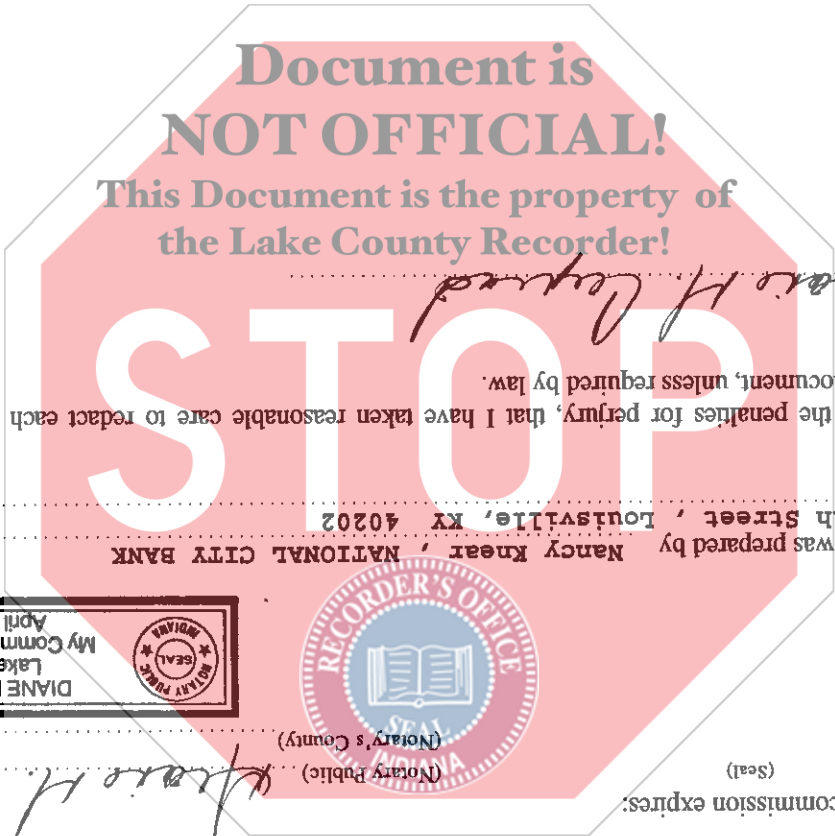 Document is
NOT OFFICIAL!
This Document is the property of
the Lake County Recorder!
STOP
RECORDER'S OFFICE
SEAL
INDIANA
commission expires:
(Seal)
(Notary Public)
(Notary's County)
DIANE
Lake
My Comm
April
NOTARY PUBLIC
SEAL
INDIANA
was prepared by Nancy Knear , NATIONAL CITY BANK
h Street , Louisville, KY 40202
the penalties for perjury, that I have taken reasonable care to redact each
ocument, unless required by law.